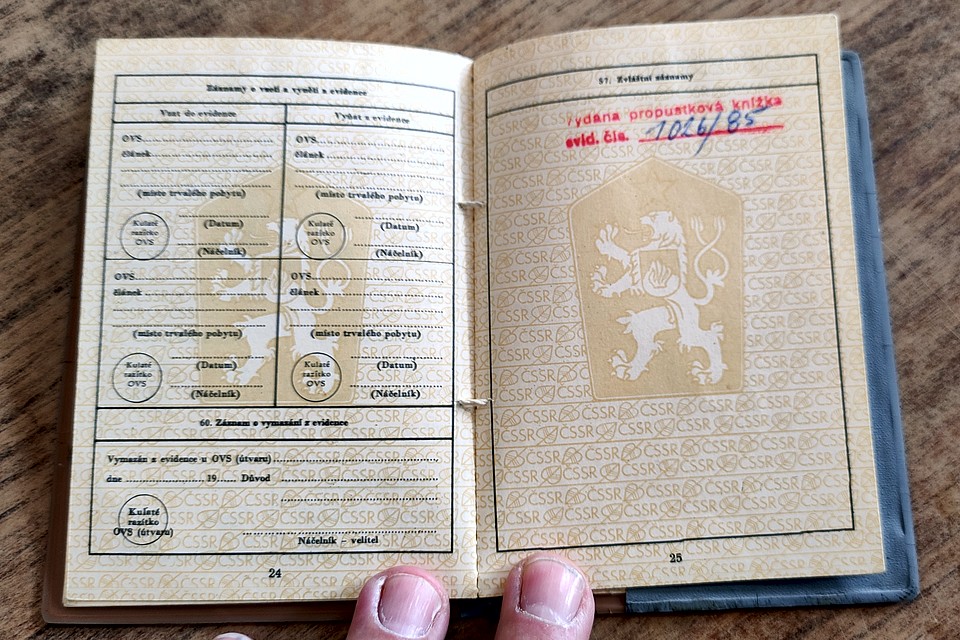 Záznamy o vzetí a vynětí z evidence
Vzat do evidence
Vyňat z evidence
OVS
článek
(místo trvalého pobytu)
Kulaté
razítko
OVS
(Datum)
(Náčelník)
OVS
článek
(místo trvalého pobytu)
Kulaté
razítko
OVS
(Datum)
(Náčelník)
OVS
článek
(místo trvalého pobytu)
Kulaté
razítko
OVS
(Datum)
(Náčelník)
OVS
článek
(místo trvalého pobytu)
Kulaté
razítko
OVS
(Datum)
(Náčelník)
60. Záznam o vymazání z evidence
Vymazán z evidence u OVS (útvaru)
dne 19 Důvod
Kulaté
razítko
OVS (útvaru)
Náčelník – velitel
24
57. Zvláštní záznamy
Vydána propustková knížka
evid. čís. 1026/85
ČSSR
25